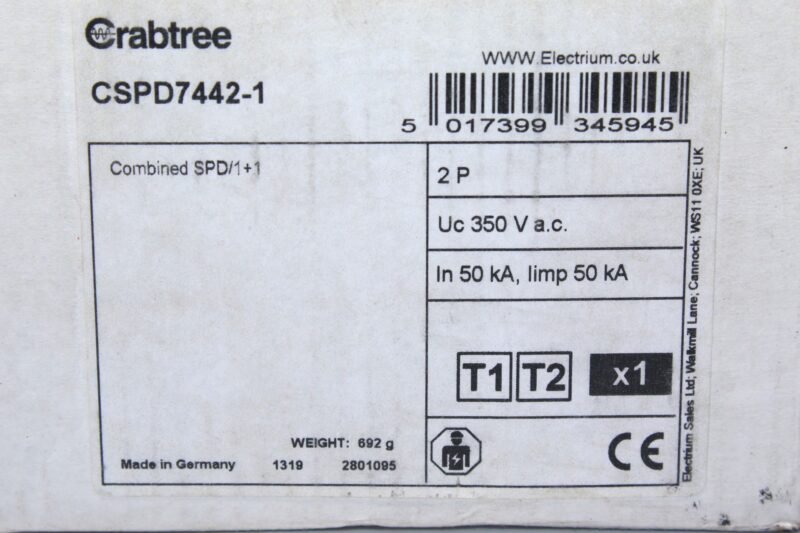 Crabtree
WWW.Electrium.co.uk
CSPD7442-1
5 017399 345945
Combined SPD/1+1
2 P
Uc 350 V a.c.
In 50 kA, Iimp 50 kA
T1 T2 x1
WEIGHT: 692 g
Made in Germany 1319 2801095
CE
Electrium Sales Ltd; Walkmill Lane; Cannock; WS11 0XE; UK